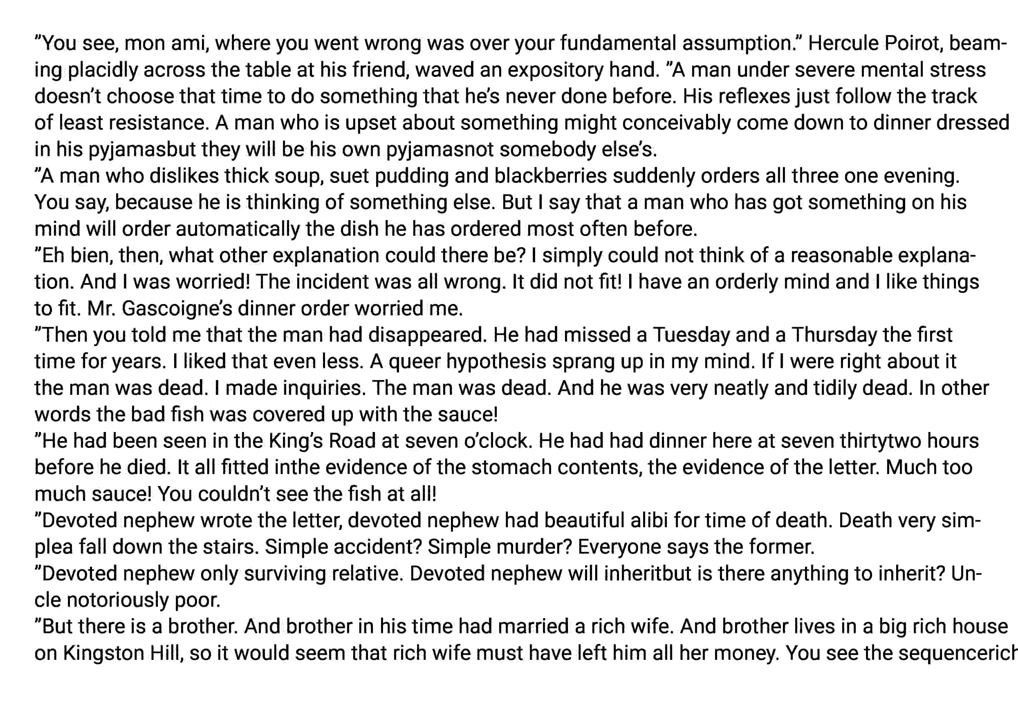 ”You see, mon ami, where you went wrong was over your fundamental assumption.” Hercule Poirot, beam-
ing placidly across the table at his friend, waved an expository hand. ”A man under severe mental stress
doesn’t choose that time to do something that he’s never done before. His reflexes just follow the track
of least resistance. A man who is upset about something might conceivably come down to dinner dressed
in his pyjamasbut they will be his own pyjamasnot somebody else’s.
”A man who dislikes thick soup, suet pudding and blackberries suddenly orders all three one evening.
You say, because he is thinking of something else. But I say that a man who has got something on his
mind will order automatically the dish he has ordered most often before.
”Eh bien, then, what other explanation could there be? I simply could not think of a reasonable explana-
tion. And I was worried! The incident was all wrong. It did not fit! I have an orderly mind and I like things
to fit. Mr. Gascoigne’s dinner order worried me.
”Then you told me that the man had disappeared. He had missed a Tuesday and a Thursday the first
time for years. I liked that even less. A queer hypothesis sprang up in my mind. If I were right about it
the man was dead. I made inquiries. The man was dead. And he was very neatly and tidily dead. In other
words the bad fish was covered up with the sauce!
”He had been seen in the King’s Road at seven o’clock. He had had dinner here at seven thirtytwo hours
before he died. It all fitted inthe evidence of the stomach contents, the evidence of the letter. Much too
much sauce! You couldn’t see the fish at all!
”Devoted nephew wrote the letter, devoted nephew had beautiful alibi for time of death. Death very sim-
plea fall down the stairs. Simple accident? Simple murder? Everyone says the former.
”Devoted nephew only surviving relative. Devoted nephew will inheritbut is there anything to inherit? Un-
cle notoriously poor.
”But there is a brother. And brother in his time had married a rich wife. And brother lives in a big rich house
on Kingston Hill, so it would seem that rich wife must have left him all her money. You see the sequencerich